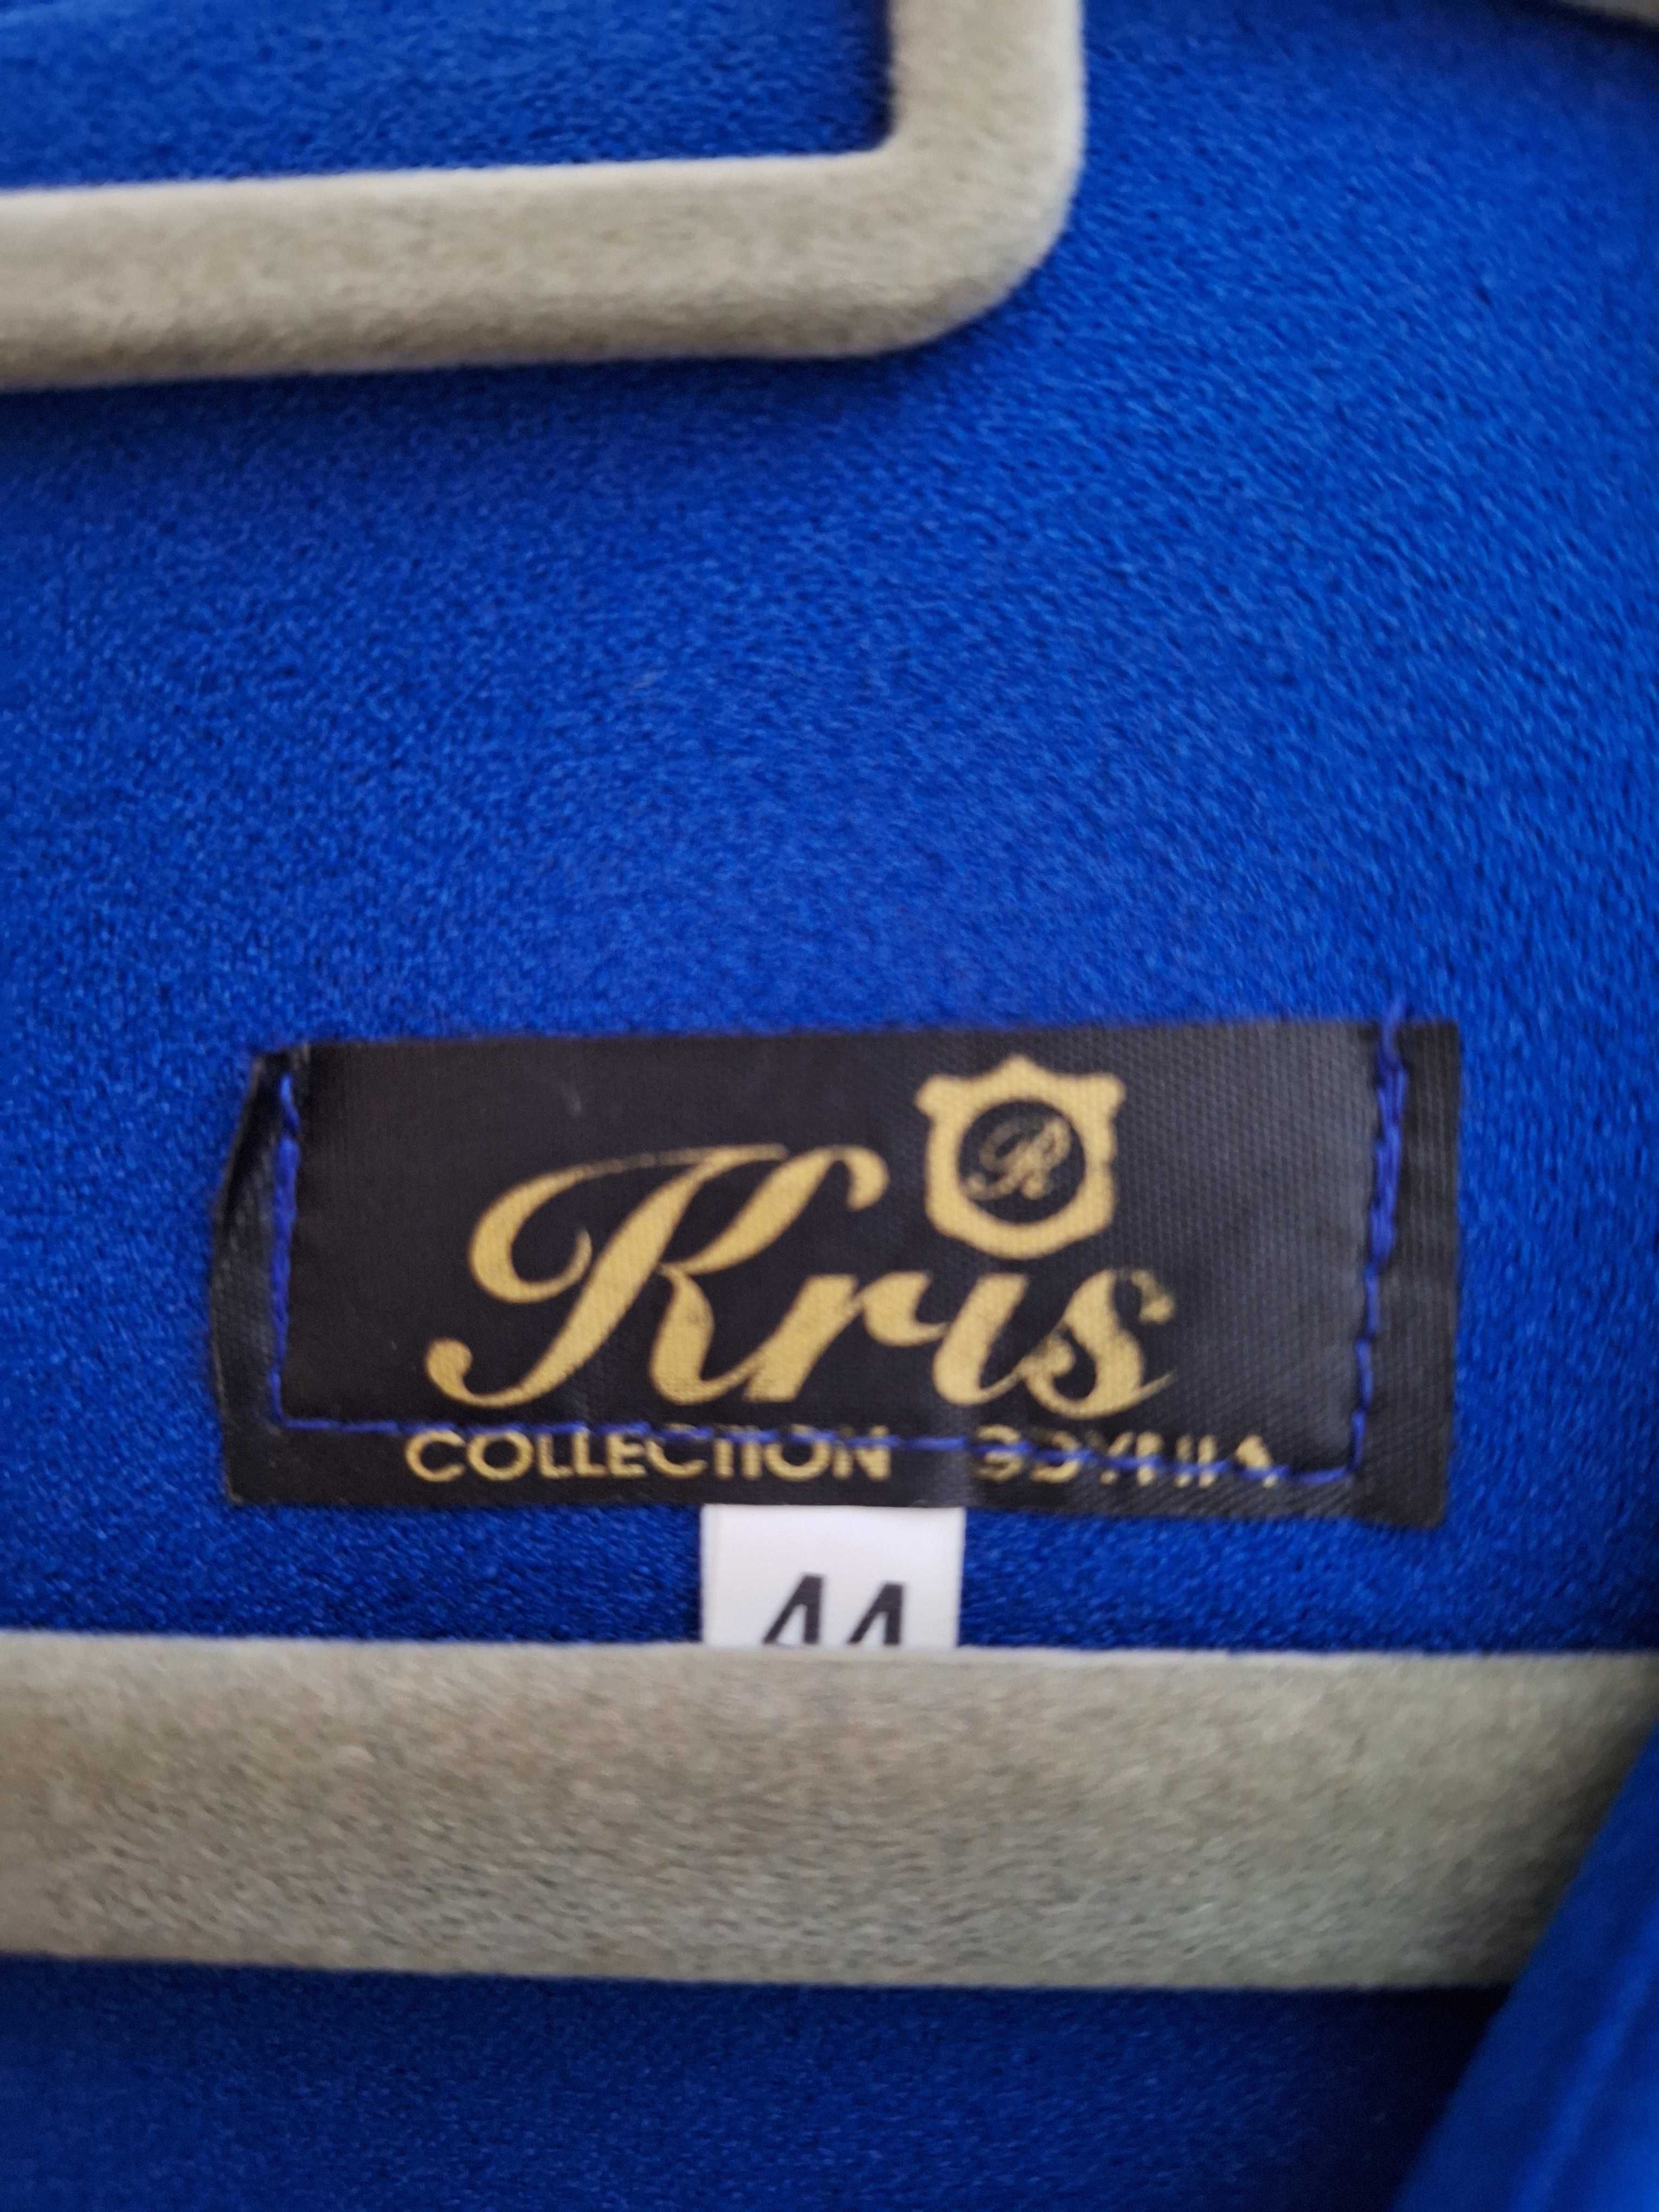 R
Kris
COLLECTION GDYNIA
44